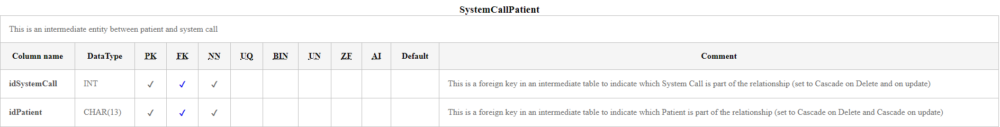 SystemCallPatient
This is an intermediate entity between patient and system call
Column name DataType PK FK NN UQ BIN UN ZF AI Default Comment
idSystemCall INT ✓ ✓ ✓ This is a foreign key in an intermediate table to indicate which System Call is part of the relationship (set to Cascade on Delete and on update)
idPatient CHAR(13) ✓ ✓ ✓ This is a foreign key in an intermediate table to indicate which Patient is part of the relationship (set to Cascade on Delete and Cascade on update)